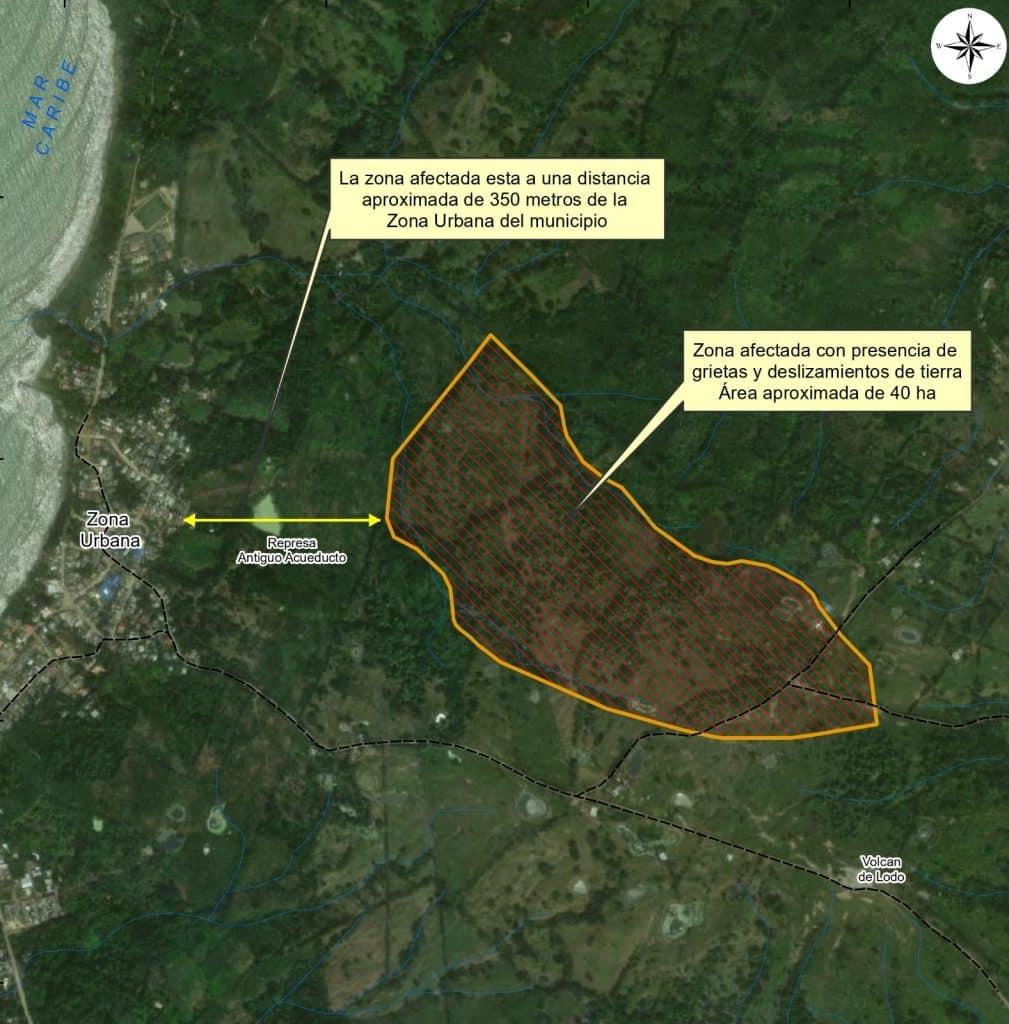 N
W E
S
MAR
CARIBE
La zona afectada esta a una distancia
aproximada de 350 metros de la
Zona Urbana del municipio
Zona afectada con presencia de
grietas y deslizamientos de tierra
Área aproximada de 40 ha
Zona
Urbana
Represa
Antiguo Acueducto
Volcan
de Lodo